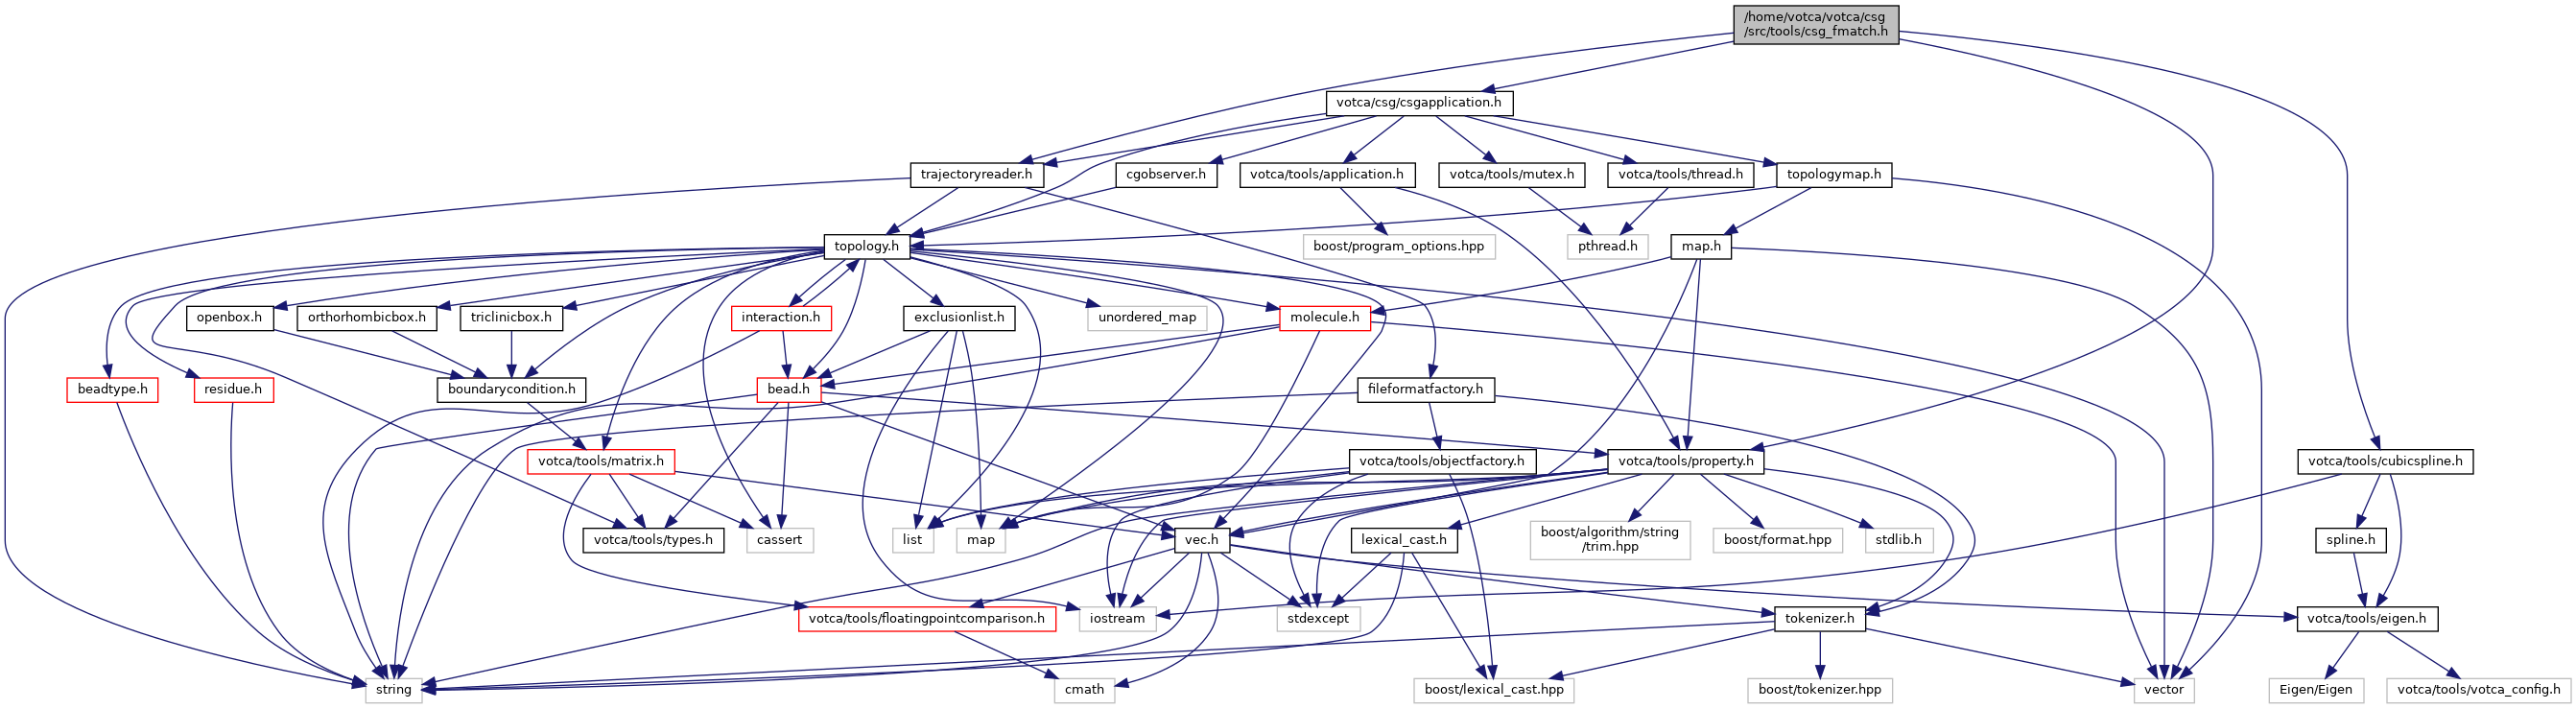 /home/votca/votca/csg
/src/tools/csg_fmatch.h
votca/csg/csgapplication.h
trajectoryreader.h
cgobserver.h
votca/tools/application.h
votca/tools/mutex.h
votca/tools/thread.h
topologymap.h
topology.h
boost/program_options.hpp
pthread.h
map.h
openbox.h
orthorhombicbox.h
triclinicbox.h
interaction.h
exclusionlist.h
unordered_map
molecule.h
beadtype.h
residue.h
boundarycondition.h
bead.h
fileformatfactory.h
votca/tools/matrix.h
votca/tools/objectfactory.h
votca/tools/property.h
votca/tools/cubicspline.h
votca/tools/types.h
cassert
list
map
vec.h
lexical_cast.h
boost/algorithm/string
/trim.hpp
boost/format.hpp
stdlib.h
spline.h
votca/tools/floatingpointcomparison.h
iostream
stdexcept
tokenizer.h
votca/tools/eigen.h
string
cmath
boost/lexical_cast.hpp
boost/tokenizer.hpp
vector
Eigen/Eigen
votca/tools/votca_config.h